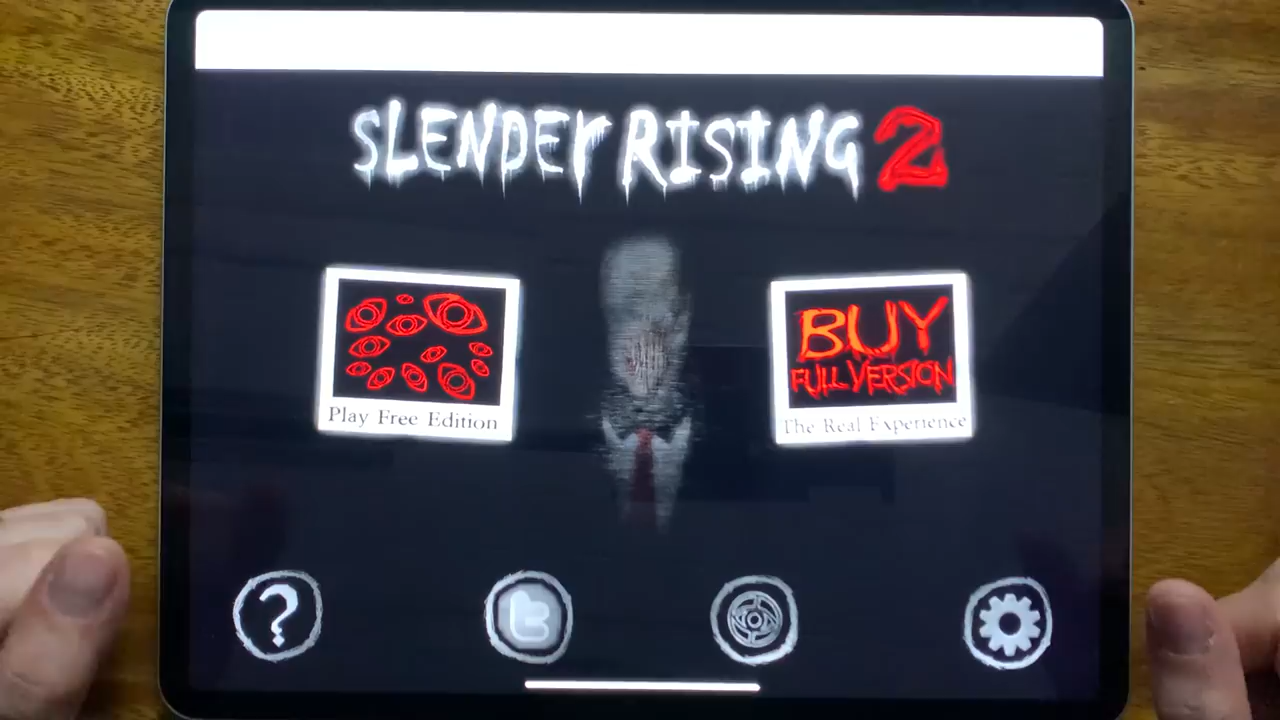 SLENDER RISING 2
Play Free Edition
BUY
FULL VERSION
The Real Experience
?
t